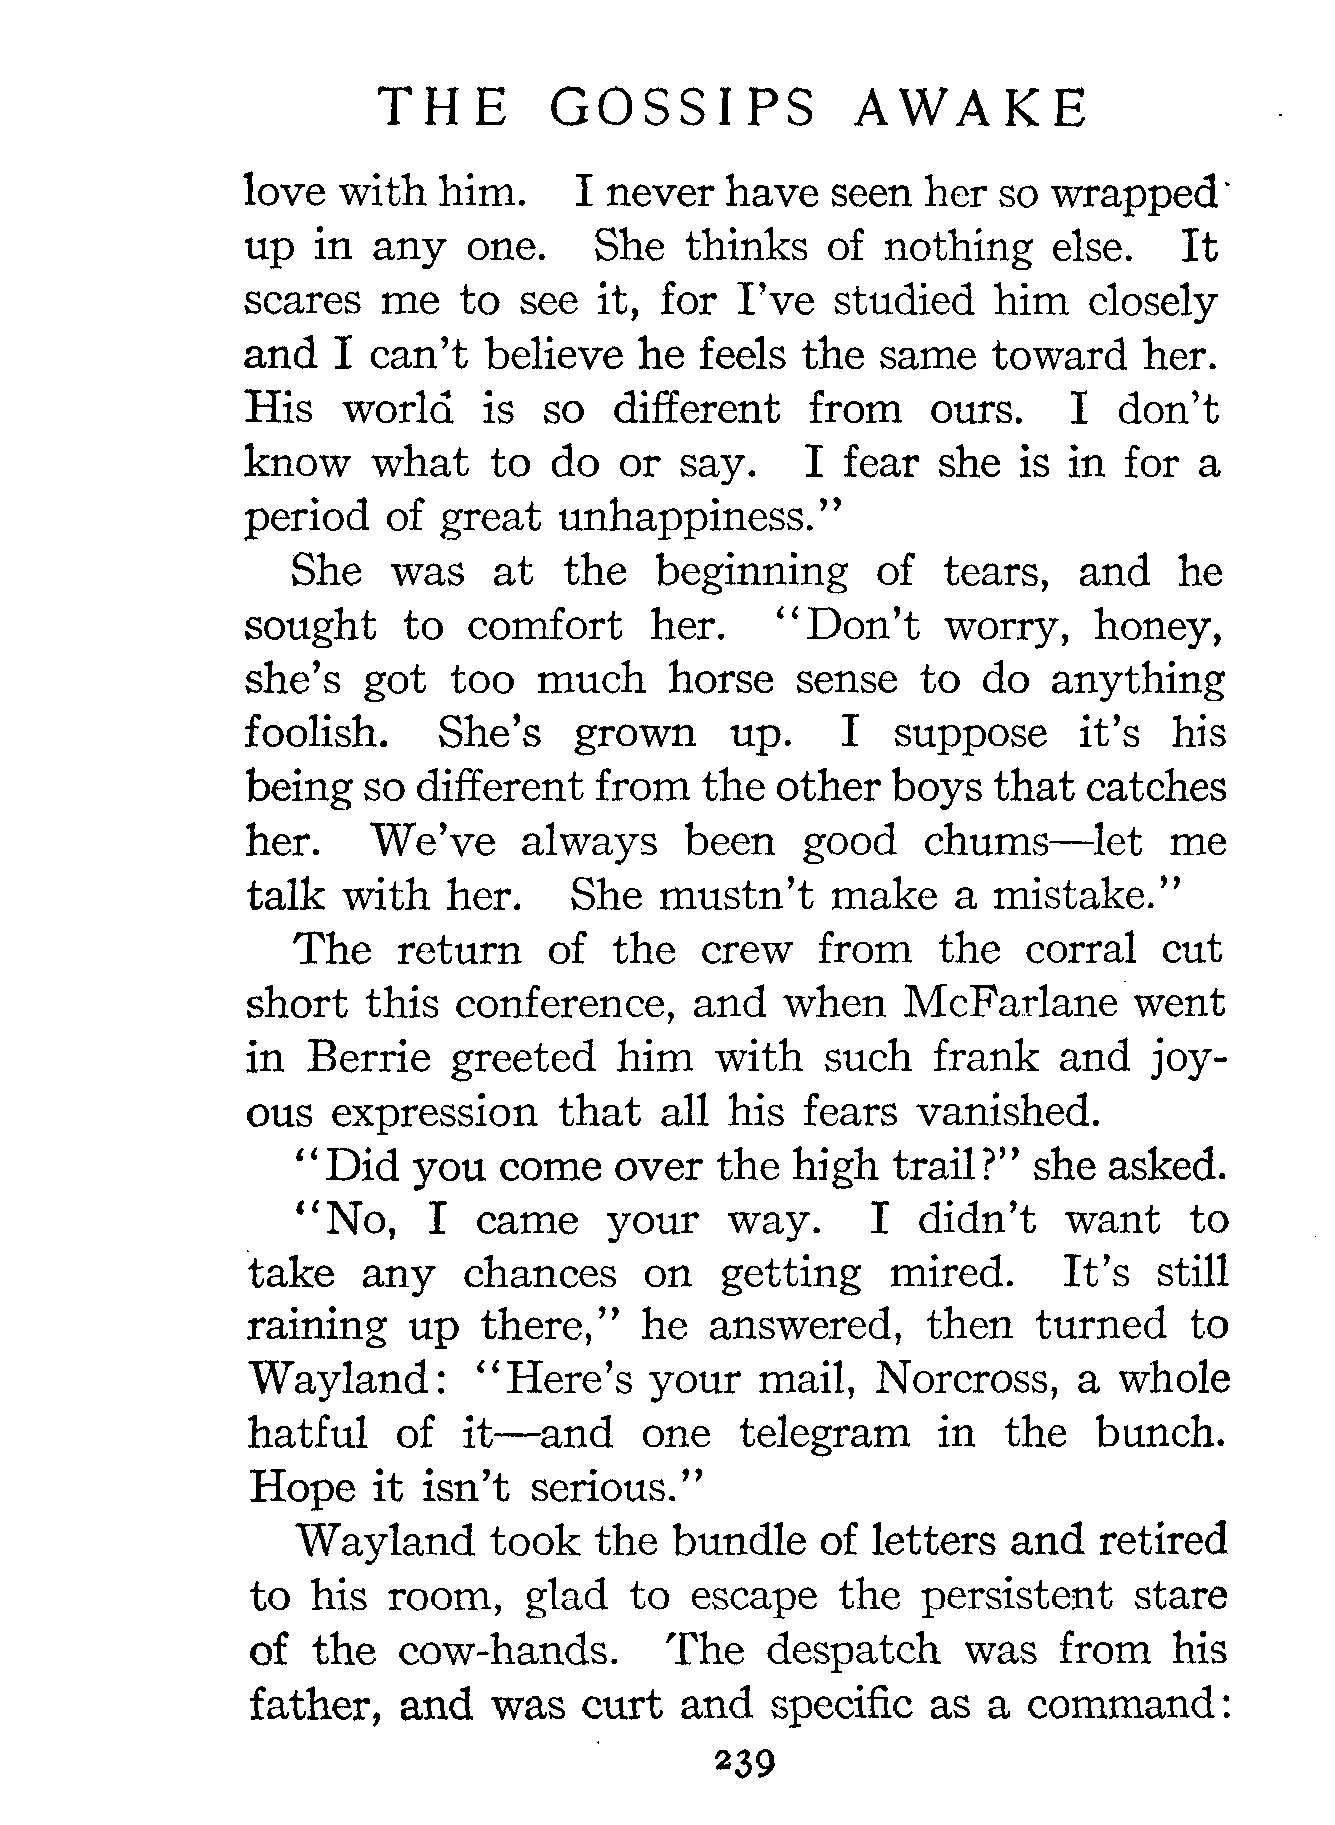 THE GOSSIPS AWAKE
love with him. I never have seen her so wrapped
up in any one. She thinks of nothing else. It
scares me to see it, for I've studied him closely
and I can't believe he feels the same toward her.
His world is so different from ours. I don't
know what to do or say. I fear she is in for a
period of great unhappiness."
She was at the beginning of tears, and he
sought to comfort her. "Don't worry, honey,
she's got too much horse sense to do anything
foolish. She's grown up. I suppose it's his
being so different from the other boys that catches
her. We've always been good chums—let me
talk with her. She mustn't make a mistake."
The return of the crew from the corral cut
short this conference, and when McFarlane went
in Berrie greeted him with such frank and joy-
ous expression that all his fears vanished.
"Did you come over the high trail?" she asked.
"No, I came your way. I didn't want to
take any chances on getting mired. It's still
raining up there," he answered, then turned to
Wayland: "Here's your mail, Norcross, a whole
hatful of it—and one telegram in the bunch.
Hope it isn't serious."
Wayland took the bundle of letters and retired
to his room, glad to escape the persistent stare
of the cow-hands. The despatch was from his
father, and was curt and specific as a command:
239